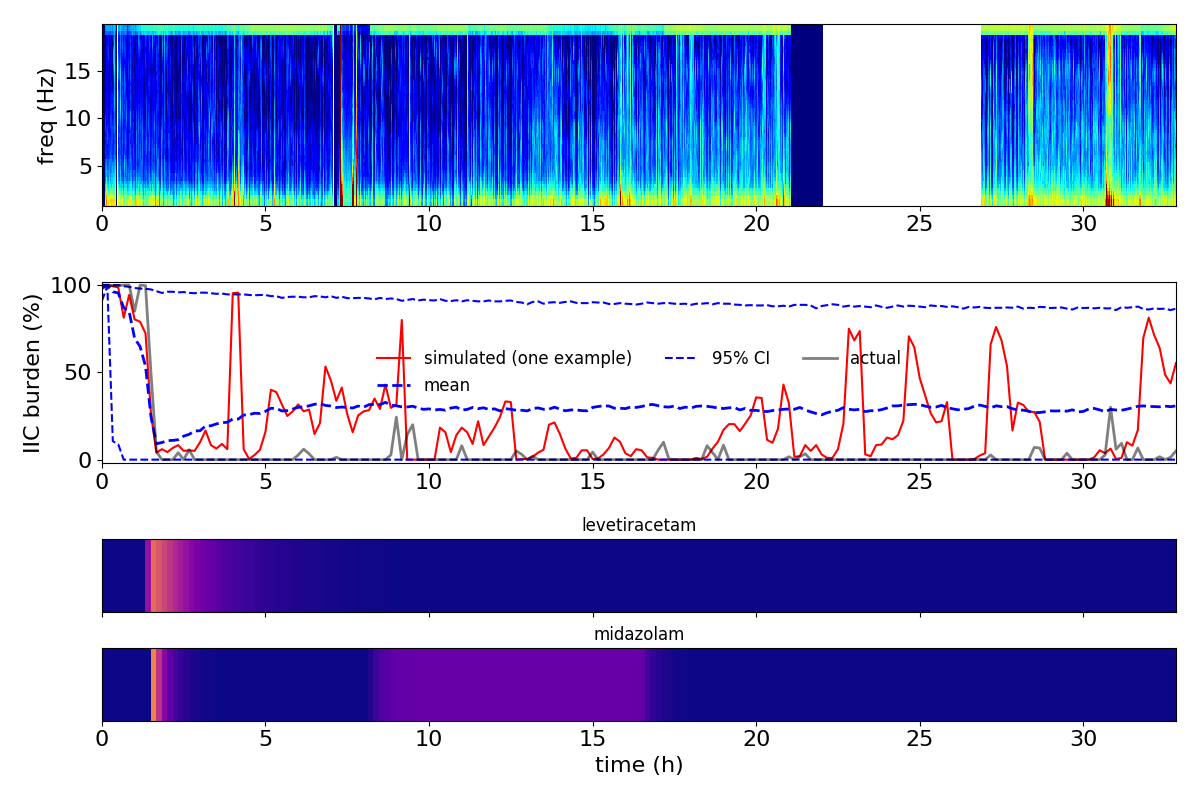 freq (Hz)
15
10
5
0 5 10 15 20 25 30
IIC burden (%)
100
50
0
simulated (one example) 95% CI actual
mean
0 5 10 15 20 25 30
levetiracetam
midazolam
0 5 10 15 20 25 30
time (h)